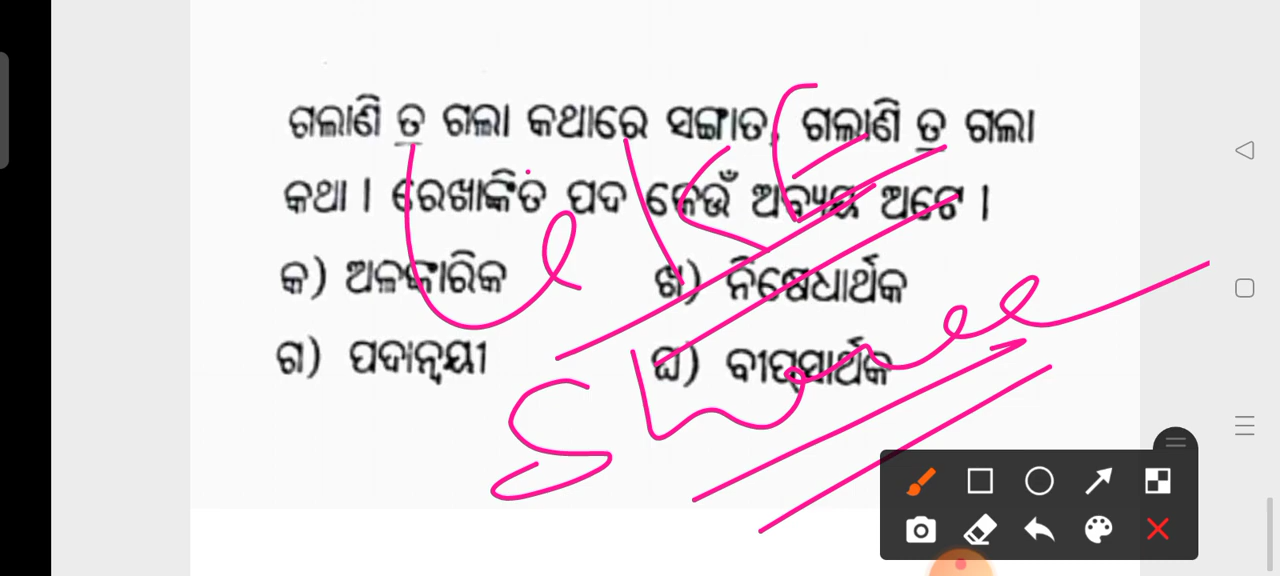 ଗଲାଣି ତ ଗଲା କଥାରେ ସଙ୍ଗାତ, ଗଲାଣି ତ ଗଲା
କଥା । ରେଖାଙ୍କିତ ପଦ କେଉଁ ଅବ୍ୟୟ ଅଟେ ।
କ) ଅଳଙ୍କାରିକ ଖ) ନିଷେଧାର୍ଥକ
ଗ) ପଦାନ୍ୱୟୀ ଘ) ବୀପ୍ସାର୍ଥକ